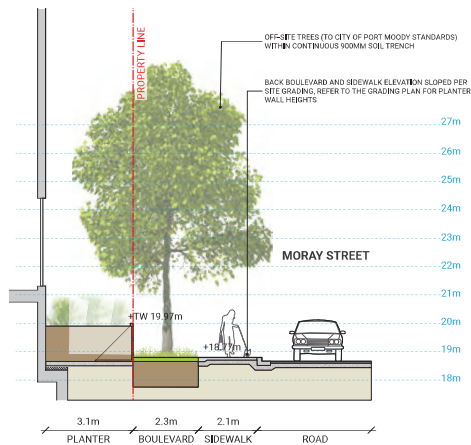 OFF-SITE TREES (TO CITY OF PORT MOODY STANDARDS)
WITHIN CONTINUOUS 900MM SOIL TRENCH
PROPERTY LINE
BACK BOULEVARD AND SIDEWALK ELEVATION SLOPED PER
SITE GRADING, REFER TO THE GRADING PLAN FOR PLANTER
WALL HEIGHTS
27m
26m
25m
24m
23m
22m
21m
20m
19m
18m
MORAY STREET
+TW 19.97m
+18.77m
3.1m 2.3m 2.1m
PLANTER BOULEVARD SIDEWALK ROAD